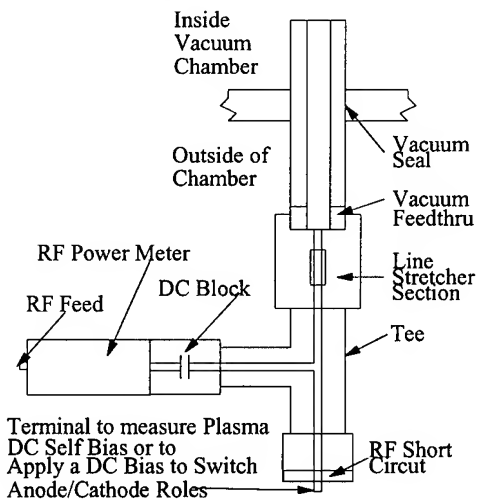 Inside
Vacuum
Chamber
Outside of
Chamber
Vacuum
Seal
Vacuum
Feedthru
RF Power Meter
DC Block
RF Feed
Line
Stretcher
Section
Tee
Terminal to measure Plasma
DC Self Bias or to
Apply a DC Bias to Switch
Anode/Cathode Roles
RF Short
Circut